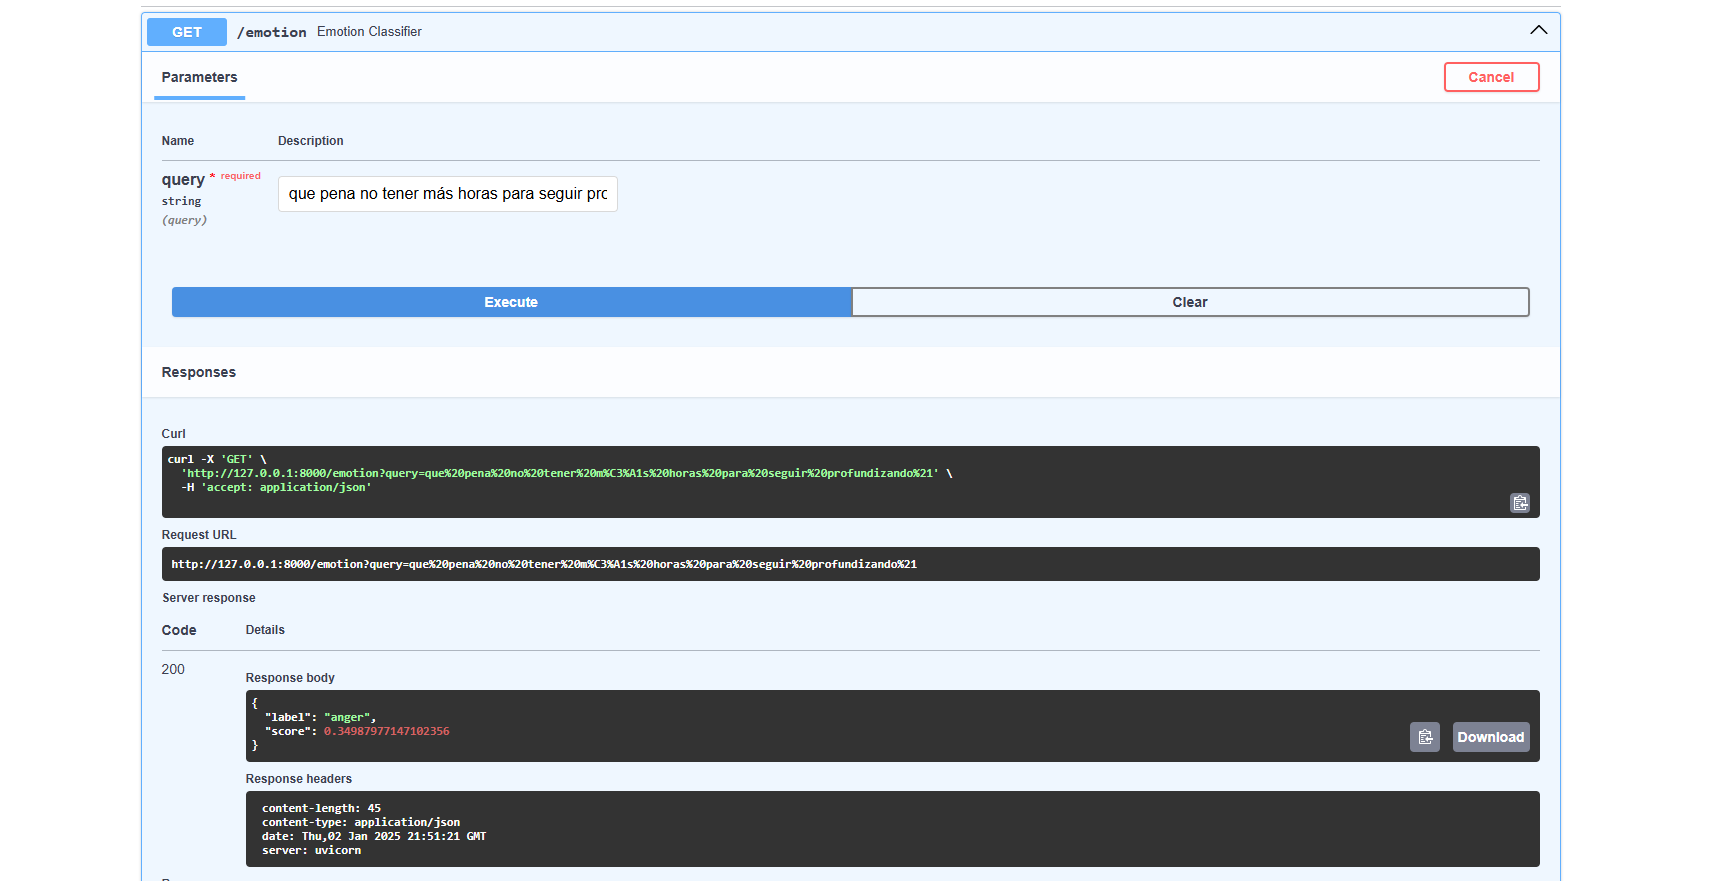 GET /emotion Emotion Classifier
Parameters
Cancel
Name Description
query * required
string
(query)
que pena no tener más horas para seguir pro
Execute Clear
Responses
Curl
curl -X 'GET' \
'http://127.0.0.1:8000/emotion?query=que%20pena%20no%20tener%20m%C3%A1s%20horas%20para%20seguir%20profundizando%21' \
-H 'accept: application/json'
Request URL
http://127.0.0.1:8000/emotion?query=que%20pena%20no%20tener%20m%C3%A1s%20horas%20para%20seguir%20profundizando%21
Server response
Code Details
200
Response body
{
"label": "anger",
"score": 0.34987977147102356
}
Download
Response headers
content-length: 45
content-type: application/json
date: Thu,02 Jan 2025 21:51:21 GMT
server: uvicorn